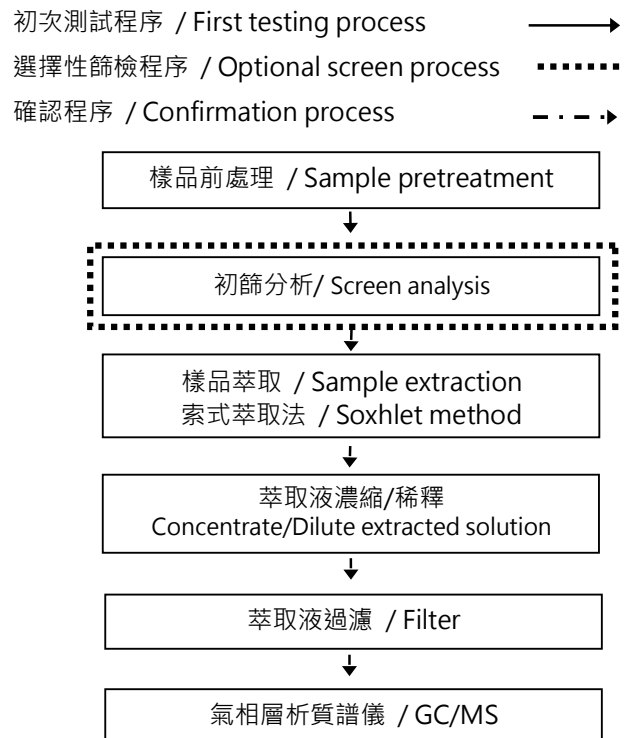 初次測試程序 / First testing process
選擇性篩檢程序 / Optional screen process
確認程序 / Confirmation process
樣品前處理 / Sample pretreatment
初篩分析/ Screen analysis
樣品萃取 / Sample extraction
索式萃取法 / Soxhlet method
萃取液濃縮/稀釋
Concentrate/Dilute extracted solution
萃取液過濾 / Filter
氣相層析質譜儀 / GC/MS